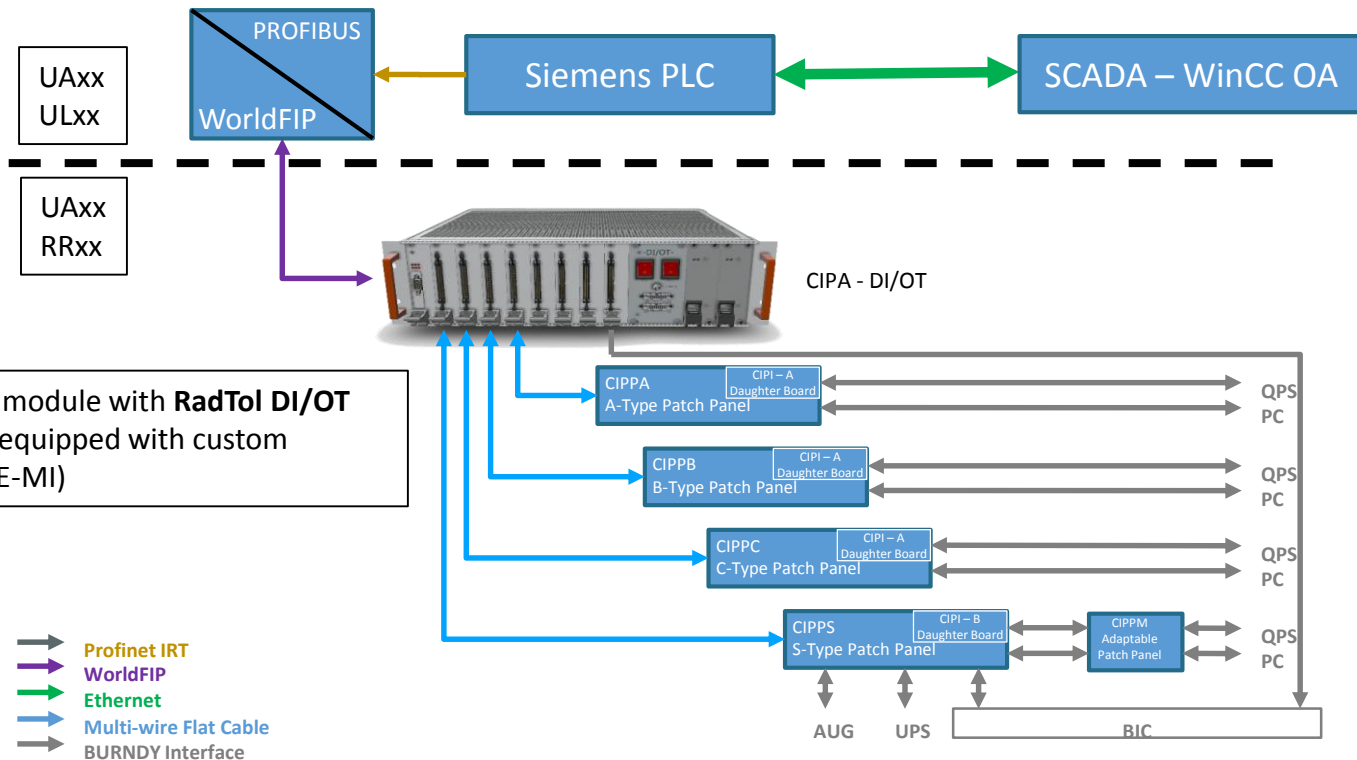 PROFIBUS
WorldFIP
Siemens PLC
SCADA – WinCC OA
UAxx
ULxx
UAxx
RRxx
DI/OT
CIPA - DI/OT
module with RadTol DI/OT
equipped with custom
E-MI)
CIPPA
A-Type Patch Panel
CIPI – A
Daughter Board
QPS
PC
CIPPB
B-Type Patch Panel
CIPI – A
Daughter Board
QPS
PC
CIPPC
C-Type Patch Panel
CIPI – A
Daughter Board
QPS
PC
CIPPS
S-Type Patch Panel
CIPI – B
Daughter Board
CIPPM
Adaptable
Patch Panel
QPS
PC
AUG
UPS
BIC
Profinet IRT
WorldFIP
Ethernet
Multi-wire Flat Cable
BURNDY Interface